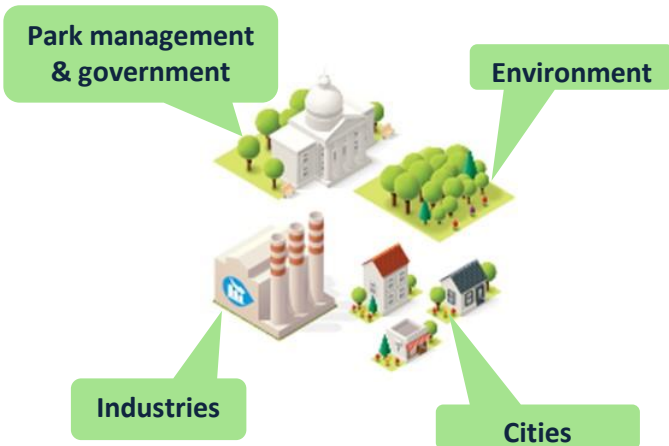 Park management
& government
Environment
Industries
Cities